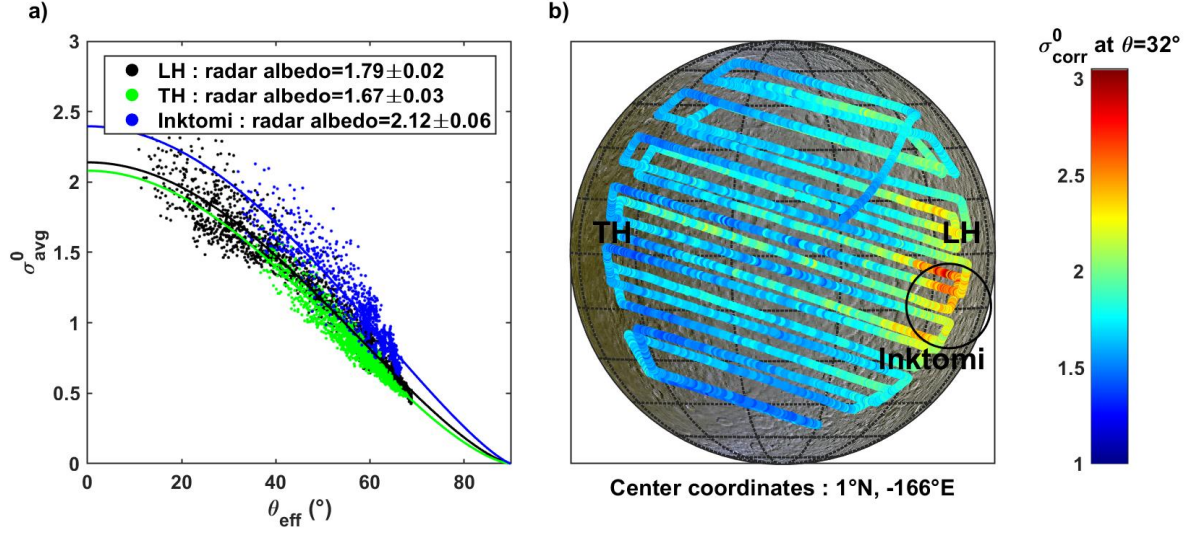 a)
3
2.5
2
1.5
1
0.5
0
σ⁰avg
LH : radar albedo=1.79±0.02
TH : radar albedo=1.67±0.03
Inktomi : radar albedo=2.12±0.06
0 20 40 60 80
θeff (°)
b)
TH
LH
Inktomi
Center coordinates : 1°N, -166°E
σ⁰corr at θ=32°
3
2.5
2
1.5
1